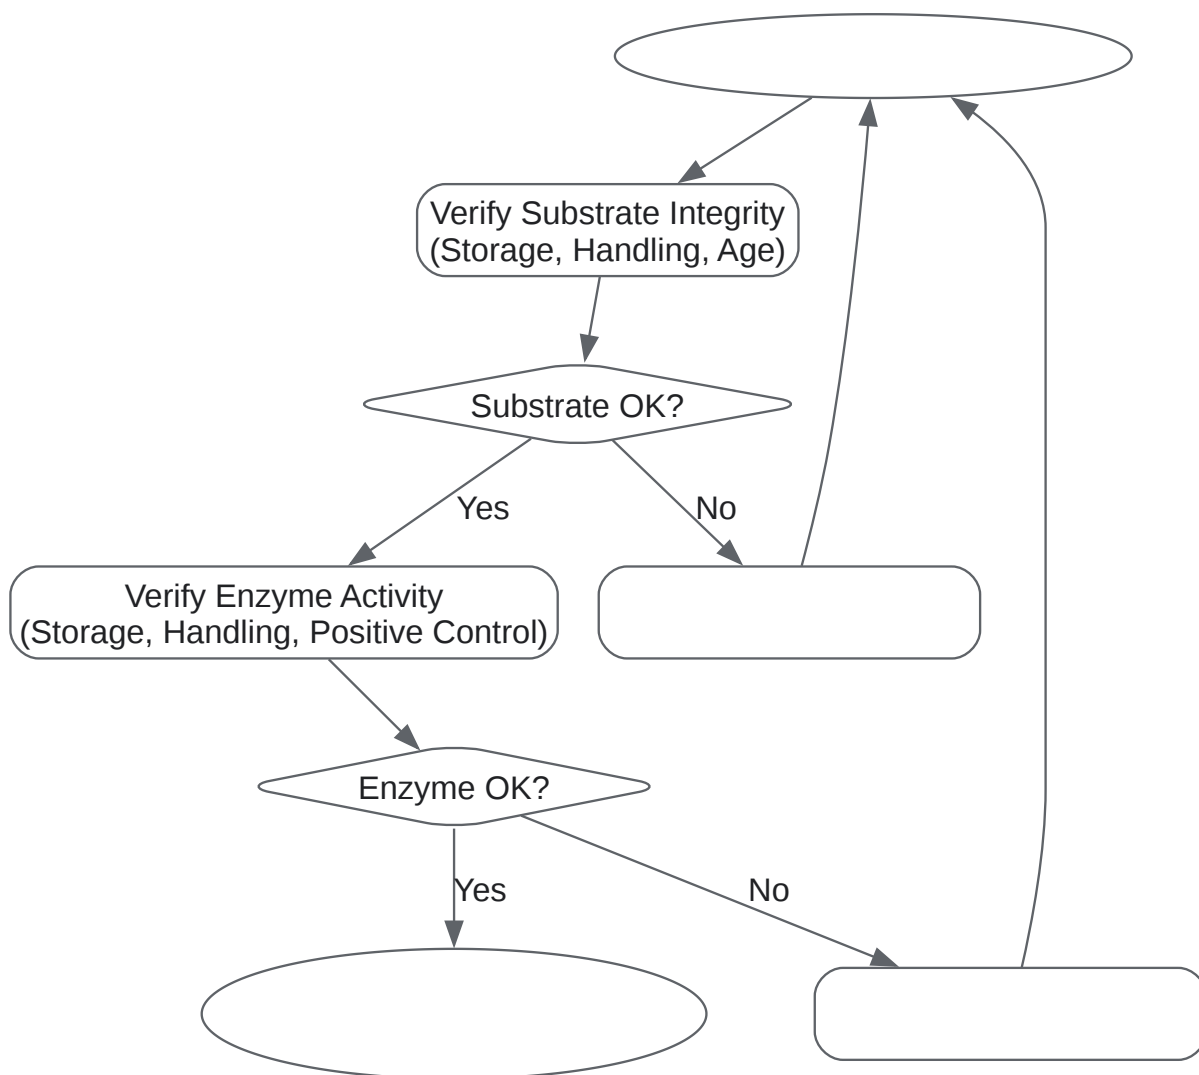 Verify Substrate Integrity
(Storage, Handling, Age)
Substrate OK?
Yes
No
Verify Enzyme Activity
(Storage, Handling, Positive Control)
Enzyme OK?
Yes
No